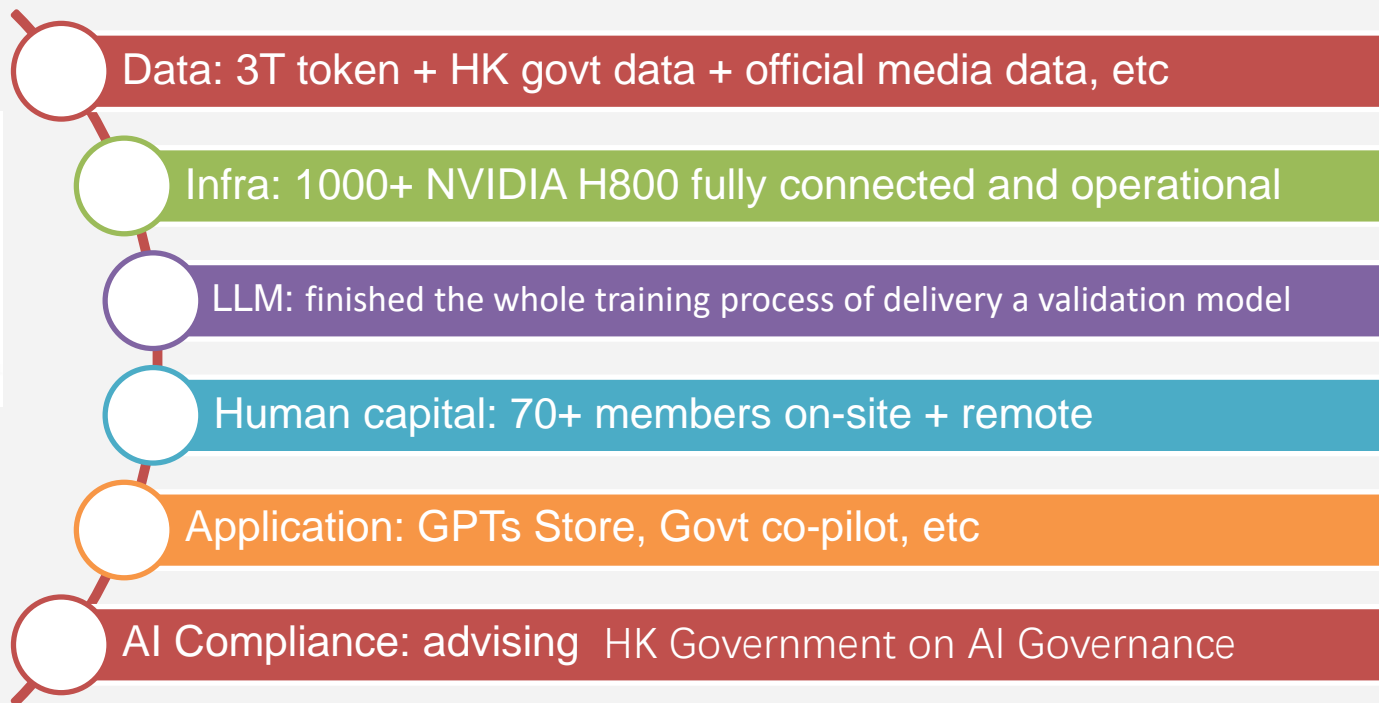 Data: 3T token + HK govt data + official media data, etc
Infra: 1000+ NVIDIA H800 fully connected and operational
LLM: finished the whole training process of delivery a validation model
Human capital: 70+ members on-site + remote
Application: GPTs Store, Govt co-pilot, etc
AI Compliance: advising HK Government on AI Governance